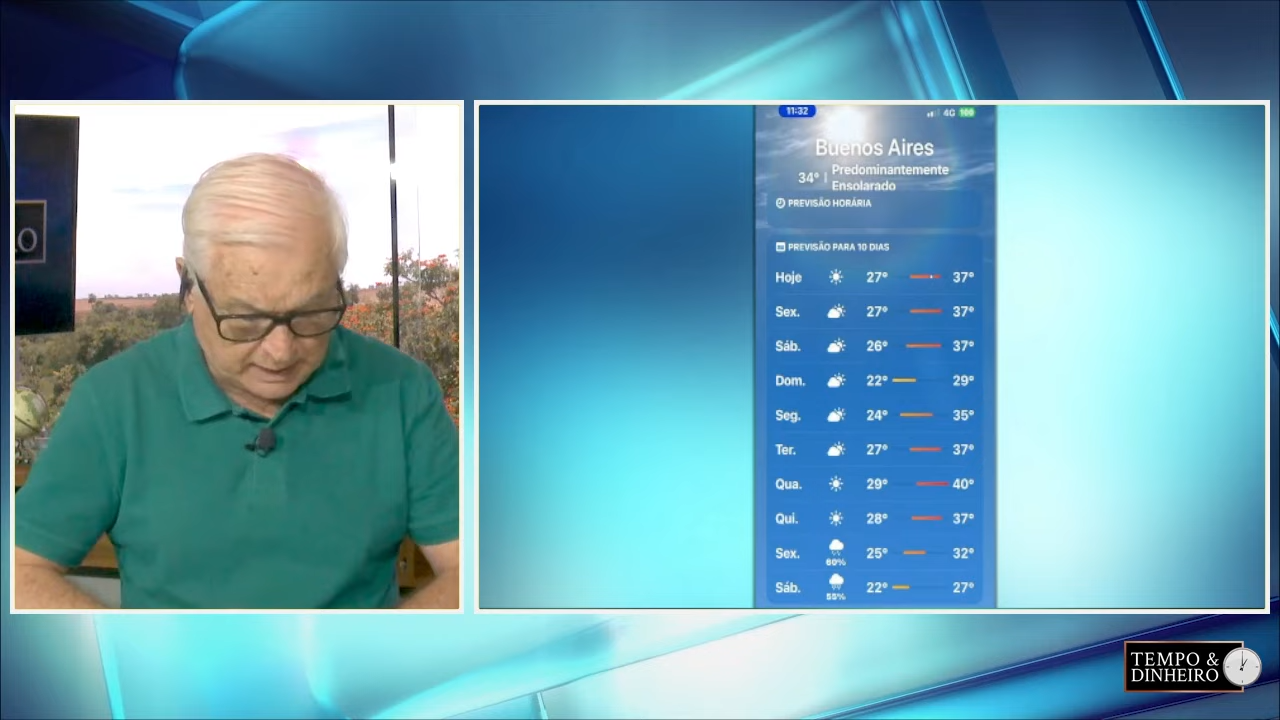 11:32
4G 100
Buenos Aires
34° | Predominantemente
Ensolarado
PREVISÃO HORÁRIA
PREVISÃO PARA 10 DIAS
Hoje 27° 37°
Sex. 27° 37°
Sáb. 26° 37°
Dom. 22° 29°
Seg. 24° 35°
Ter. 27° 37°
Qua. 29° 40°
Qui. 28° 37°
Sex. 60% 25° 32°
Sáb. 55% 22° 27°
TEMPO &
DINHEIRO